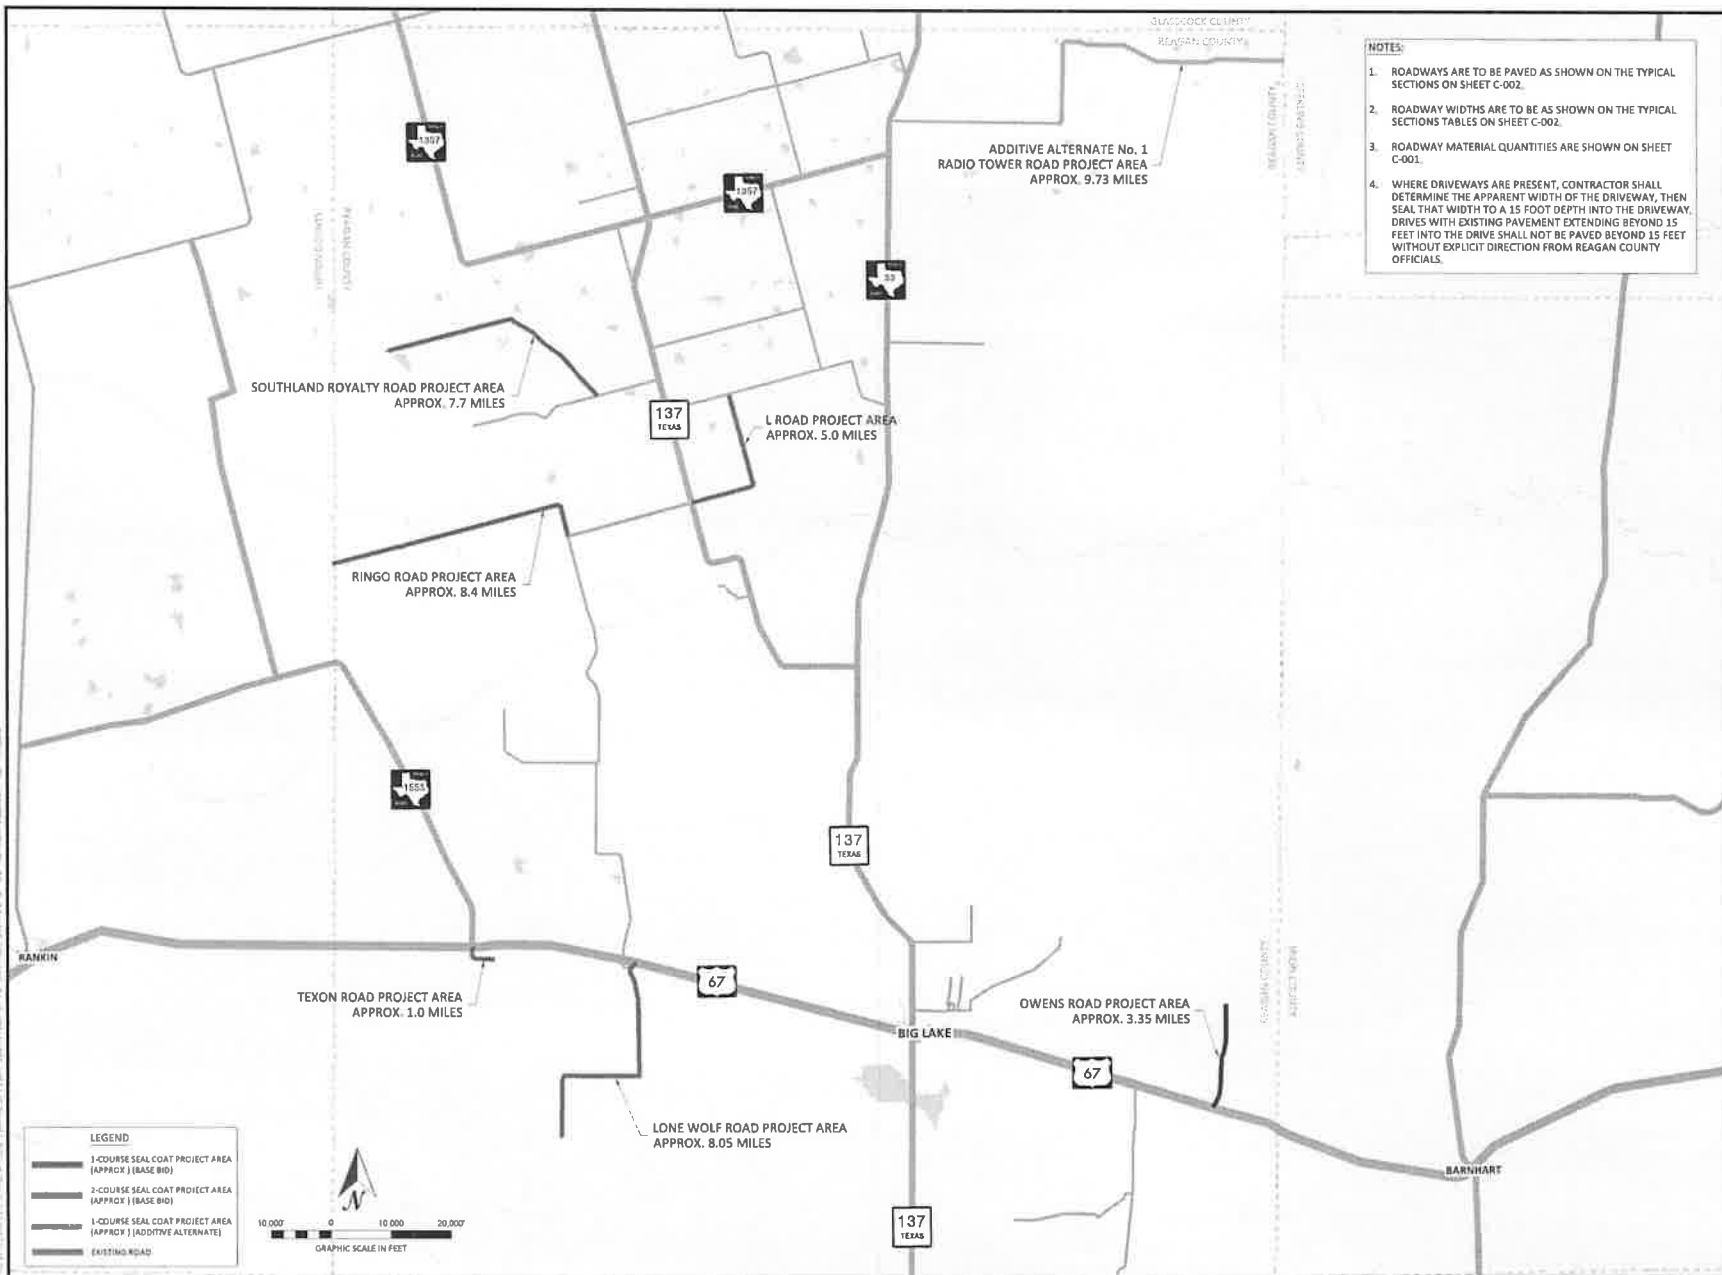 GLASSCOCK COUNTY
REAGAN COUNTY
NOTES:
1. ROADWAYS ARE TO BE PAVED AS SHOWN ON THE TYPICAL
SECTIONS ON SHEET C-002.
2. ROADWAY WIDTHS ARE TO BE AS SHOWN ON THE TYPICAL
SECTIONS TABLES ON SHEET C-002.
3. ROADWAY MATERIAL QUANTITIES ARE SHOWN ON SHEET
C-001.
4. WHERE DRIVEWAYS ARE PRESENT, CONTRACTOR SHALL
DETERMINE THE APPARENT WIDTH OF THE DRIVEWAY, THEN
SEAL THAT WIDTH TO A 15 FOOT DEPTH INTO THE DRIVEWAY.
DRIVES WITH EXISTING PAVEMENT EXTENDING BEYOND 15
FEET INTO THE DRIVE SHALL NOT BE PAVED BEYOND 15 FEET
WITHOUT EXPLICIT DIRECTION FROM REAGAN COUNTY
OFFICIALS.
1357
ADDITIVE ALTERNATE No. 1
RADIO TOWER ROAD PROJECT AREA
APPROX. 9.73 MILES
1357
REAGAN COUNTY
REAGAN COUNTY
33
SOUTHLAND ROYALTY ROAD PROJECT AREA
APPROX. 7.7 MILES
137
TEXAS
L ROAD PROJECT AREA
APPROX. 5.0 MILES
RINGO ROAD PROJECT AREA
APPROX. 8.4 MILES
1555
137
TEXAS
RANKIN
REAGAN COUNTY
67
TEXON ROAD PROJECT AREA
APPROX. 1.0 MILES
OWENS ROAD PROJECT AREA
APPROX. 3.35 MILES
BIG LAKE
67
LONE WOLF ROAD PROJECT AREA
APPROX. 8.05 MILES
BARNHART
LEGEND
1-COURSE SEAL COAT PROJECT AREA
(APPROX.) (BASE BID)
2-COURSE SEAL COAT PROJECT AREA
(APPROX.) (BASE BID)
1-COURSE SEAL COAT PROJECT AREA
(APPROX.) (ADDITIVE ALTERNATE)
EXISTING ROAD
N
10,000' 0 10,000 20,000'
GRAPHIC SCALE IN FEET
137
TEXAS